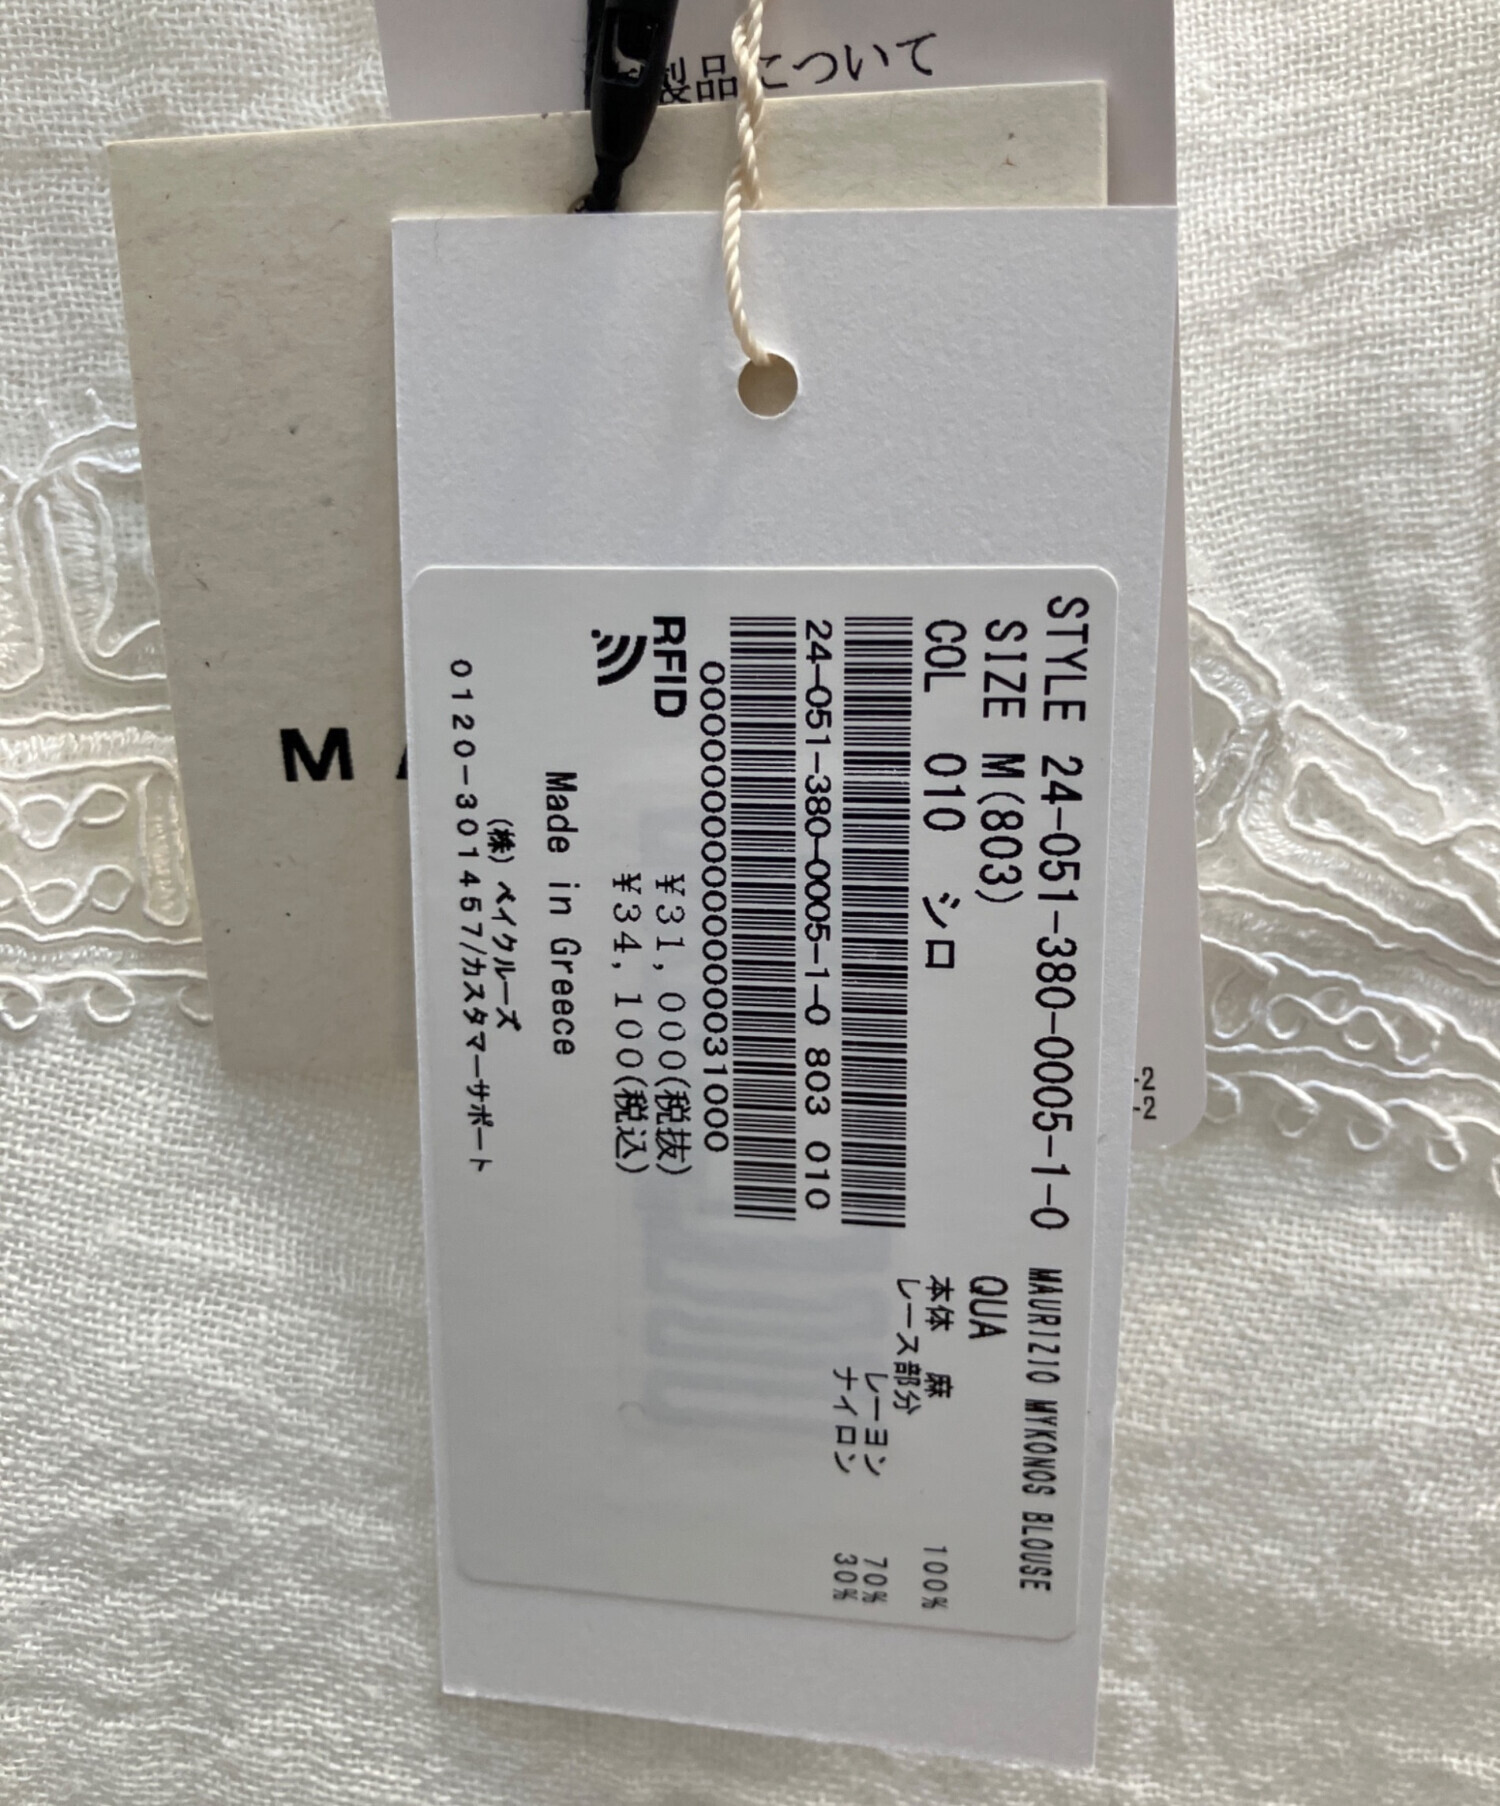 製品について
M
STYLE 24-051-380-0005-1-0 MAURIZIO MYKONOS BLOUSE
SIZE M(803)
QUA
COL 010 シロ
本体 麻 100%
レース部分
レーヨン 70%
ナイロン 30%
24-051-380-0005-1-0 803 010
RFID
¥31,000(税抜)
¥34,100(税込)
Made in Greece
(株)ベイクルーズ
0120-301457/カスタマーサポート